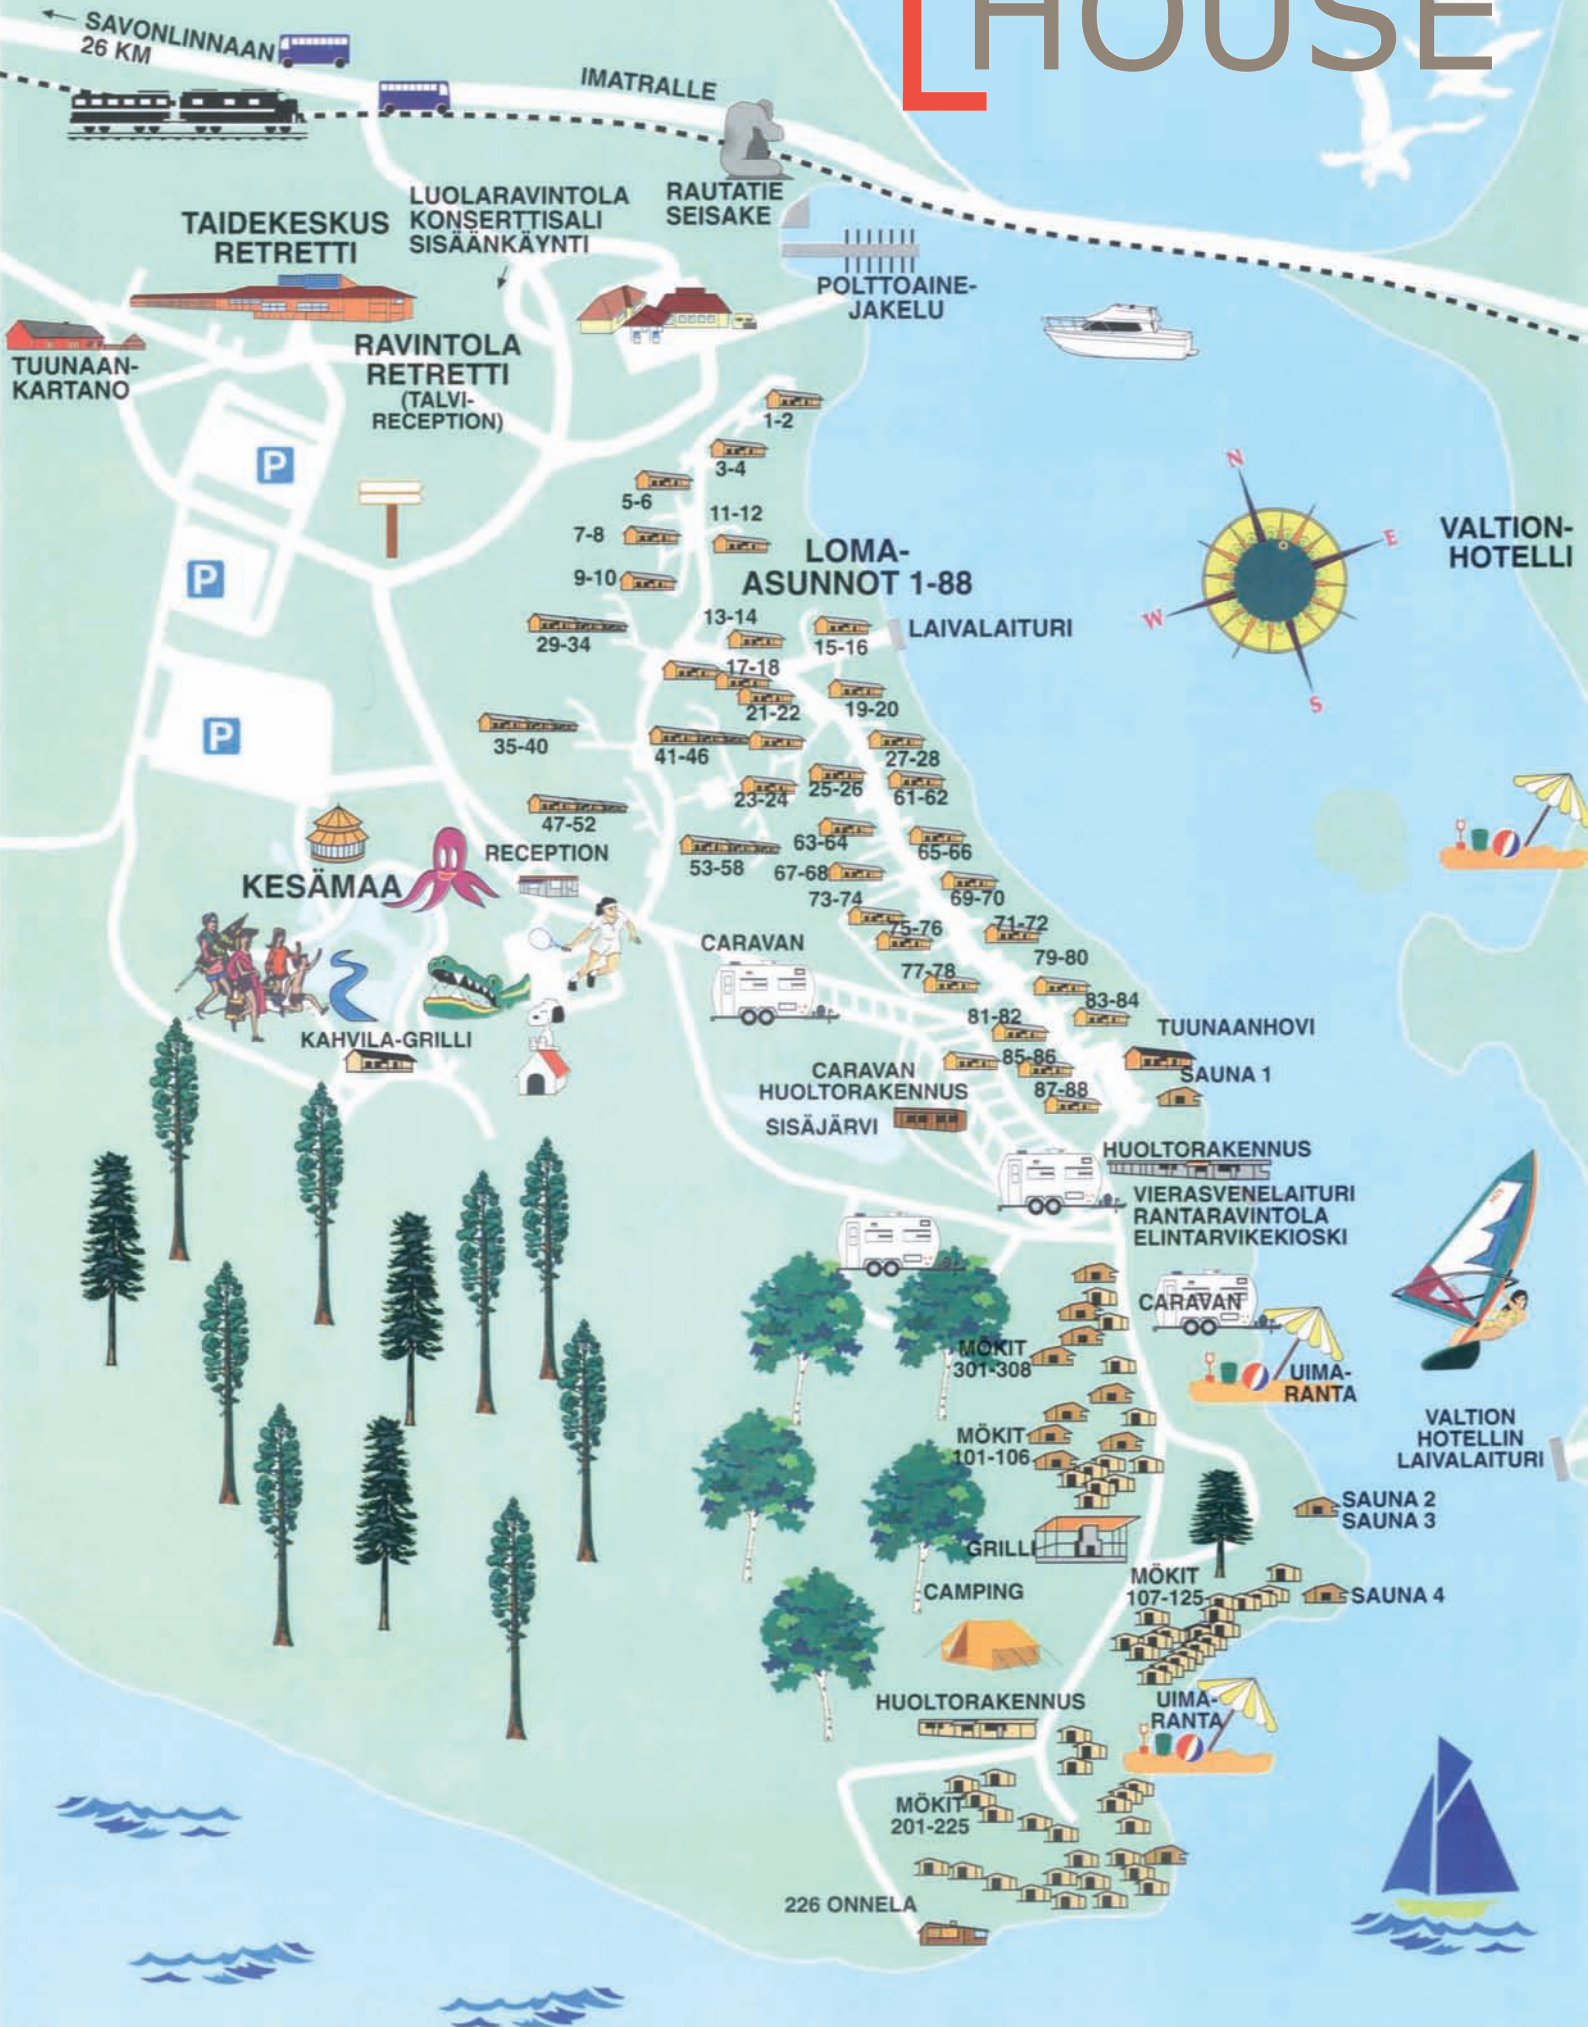 HOUSE
SAVONLINNAAN
26 KM
IMATRALLE
LUOLARAVINTOLA
KONSERTTISALI
SISÄÄNKÄYNTI
RAUTATIE
SEISAKE
TAIDEKESKUS
RETRETTI
POLTTOAINE-
JAKELU
TUUNAAN-
KARTANO
RAVINTOLA
RETRETTI
(TALVI-
RECEPTION)
1-2
3-4
P
5-6
11-12
7-8
N
E
W
S
VALTION-
HOTELLI
LOMA-
ASUNNOT 1-88
9-10
P
13-14
29-34
15-16
LAIVALAITURI
17-18
21-22
19-20
P
35-40
41-46
27-28
23-24
25-26
61-62
47-52
63-64
65-66
RECEPTION
53-58
67-68
KESÄMAA
73-74
69-70
75-76
71-72
CARAVAN
79-80
77-78
83-84
81-82
TUUNAANHOVI
KAHVILA-GRILLI
85-86
SAUNA 1
CARAVAN
HUOLTORAKENNUS
87-88
SISÄJÄRVI
HUOLTORAKENNUS
VIERASVENELAITURI
RANTARAVINTOLA
ELINTARVIKEKIOSKI
CARAVAN
MÖKIT
301-308
UIMA-
RANTA
VALTION
HOTELLIN
LAIVALAITURI
MÖKIT
101-106
SAUNA 2
SAUNA 3
GRILLI
CAMPING
MÖKIT
107-125
SAUNA 4
HUOLTORAKENNUS
UIMA-
RANTA
MÖKIT
201-225
226 ONNELA